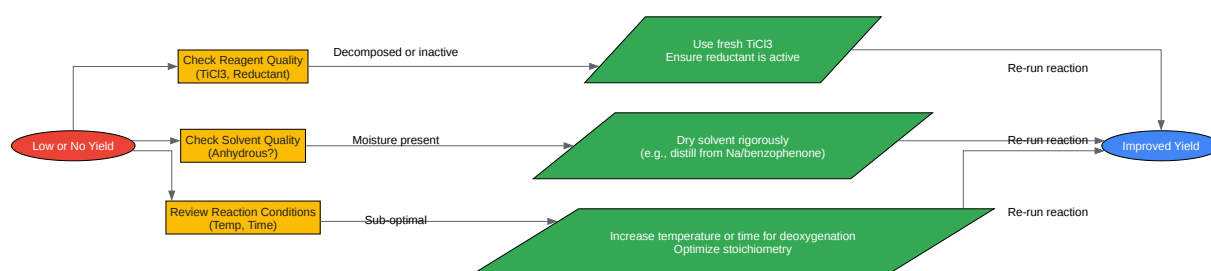 Low or No Yield
Check Reagent Quality
(TiCl3, Reductant)
Decomposed or inactive
Use fresh TiCl3
Ensure reductant is active
Re-run reaction
Check Solvent Quality
(Anhydrous?)
Moisture present
Dry solvent rigorously
(e.g., distill from Na/benzophenone)
Re-run reaction
Improved Yield
Review Reaction Conditions
(Temp, Time)
Sub-optimal
Increase temperature or time for deoxygenation
Optimize stoichiometry
Re-run reaction